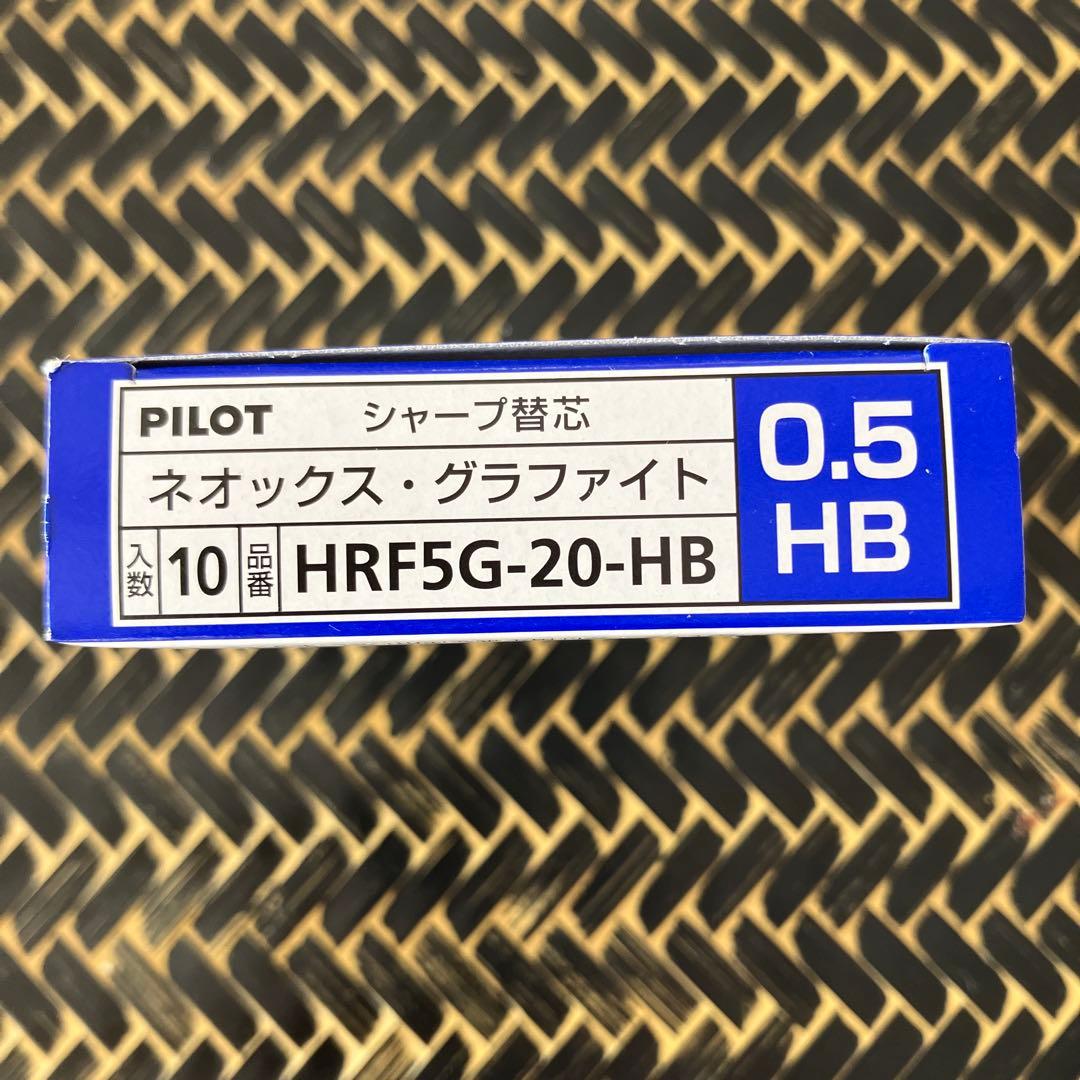 PILOT シャープ替芯
ネオックス・グラファイト
入数 10 品番 HRF5G-20-HB
0.5
HB